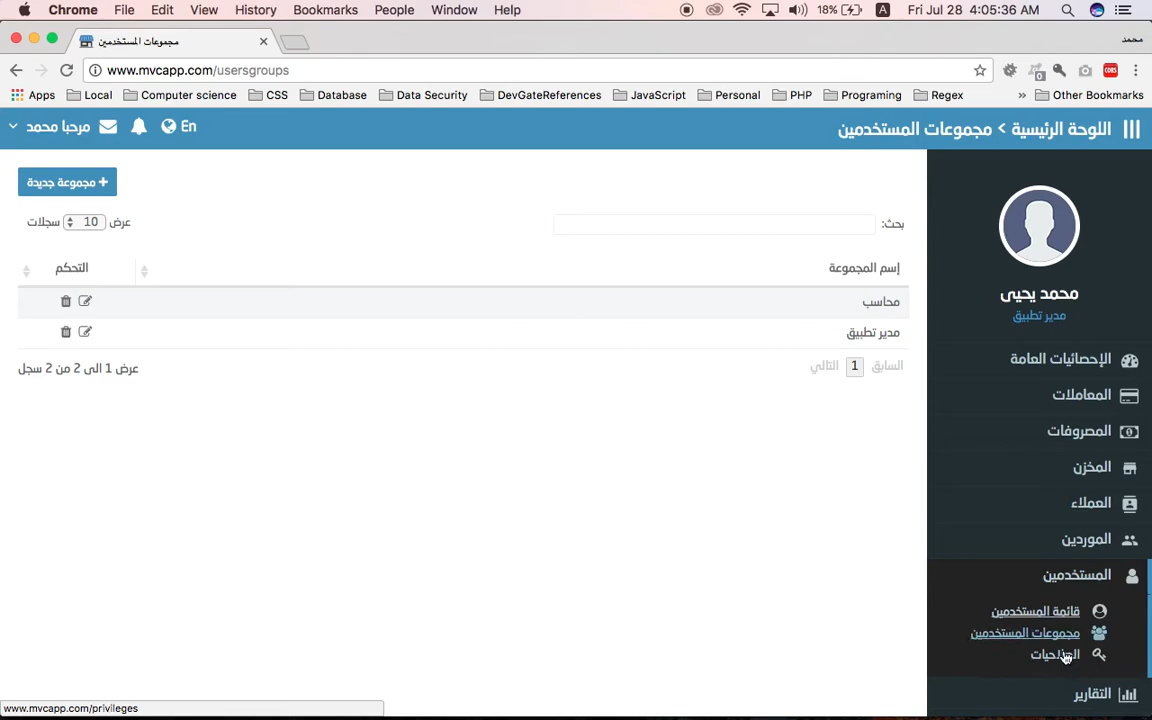 Chrome File Edit View History Bookmarks People Window Help 18% A Fri Jul 28 4:05:36 AM
مجموعات المستخدمين
محمد
www.mvcapp.com/usersgroups
0
CORS
Apps Local Computer science CSS Database Data Security DevGateReferences JavaScript Personal PHP Programing Regex » Other Bookmarks
اللوحة الرئيسية > مجموعات المستخدمين
En
مرحبا محمد
+ مجموعة جديدة
محمد يحيى
مدير تطبيق
بحث:
عرض 10 سجلات
إسم المجموعة
التحكم
محاسب
مدير تطبيق
السابق 1 التالي
عرض 1 الى 2 من 2 سجل
الإحصائيات العامة
المعاملات
المصروفات
المخزن
العملاء
الموردين
المستخدمين
قائمة المستخدمين
مجموعات المستخدمين
التقارير
www.mvcapp.com/privileges